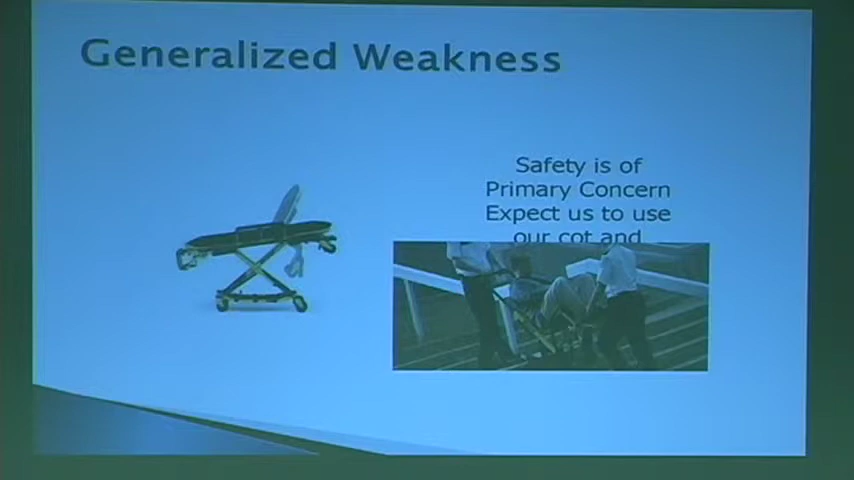 Generalized Weakness
Safety is of
Primary Concern
Expect us to use
our cot and